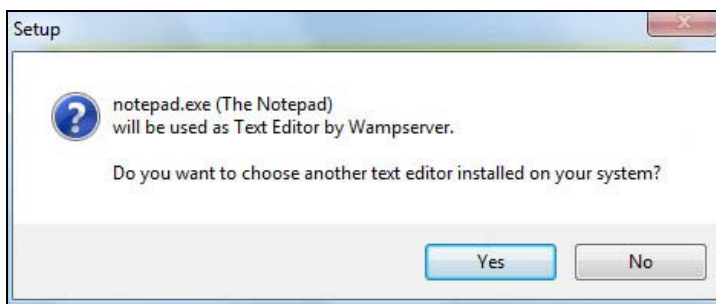 Setup
notepad.exe (The Notepad)
will be used as Text Editor by Wampserver.
Do you want to choose another text editor installed on your system?
Yes
No